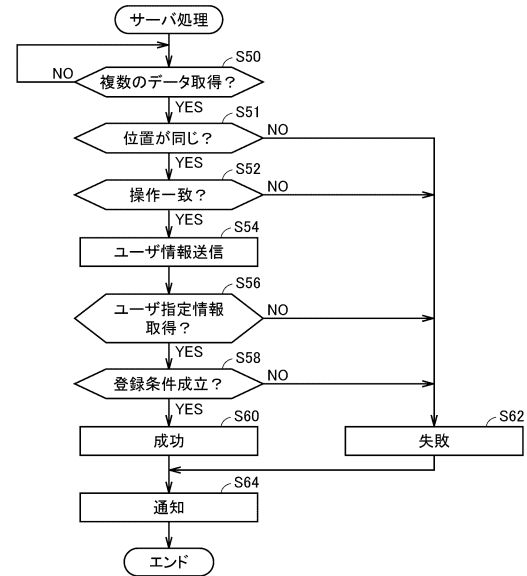 サーバ処理
S50
NO
複数のデータ取得？
YES
S51
位置が同じ？
NO
YES
S52
操作一致？
NO
YES
S54
ユーザ情報送信
S56
ユーザ指定情報
取得？
NO
YES
S58
登録条件成立？
NO
YES
S60
成功
S62
失敗
S64
通知
エンド